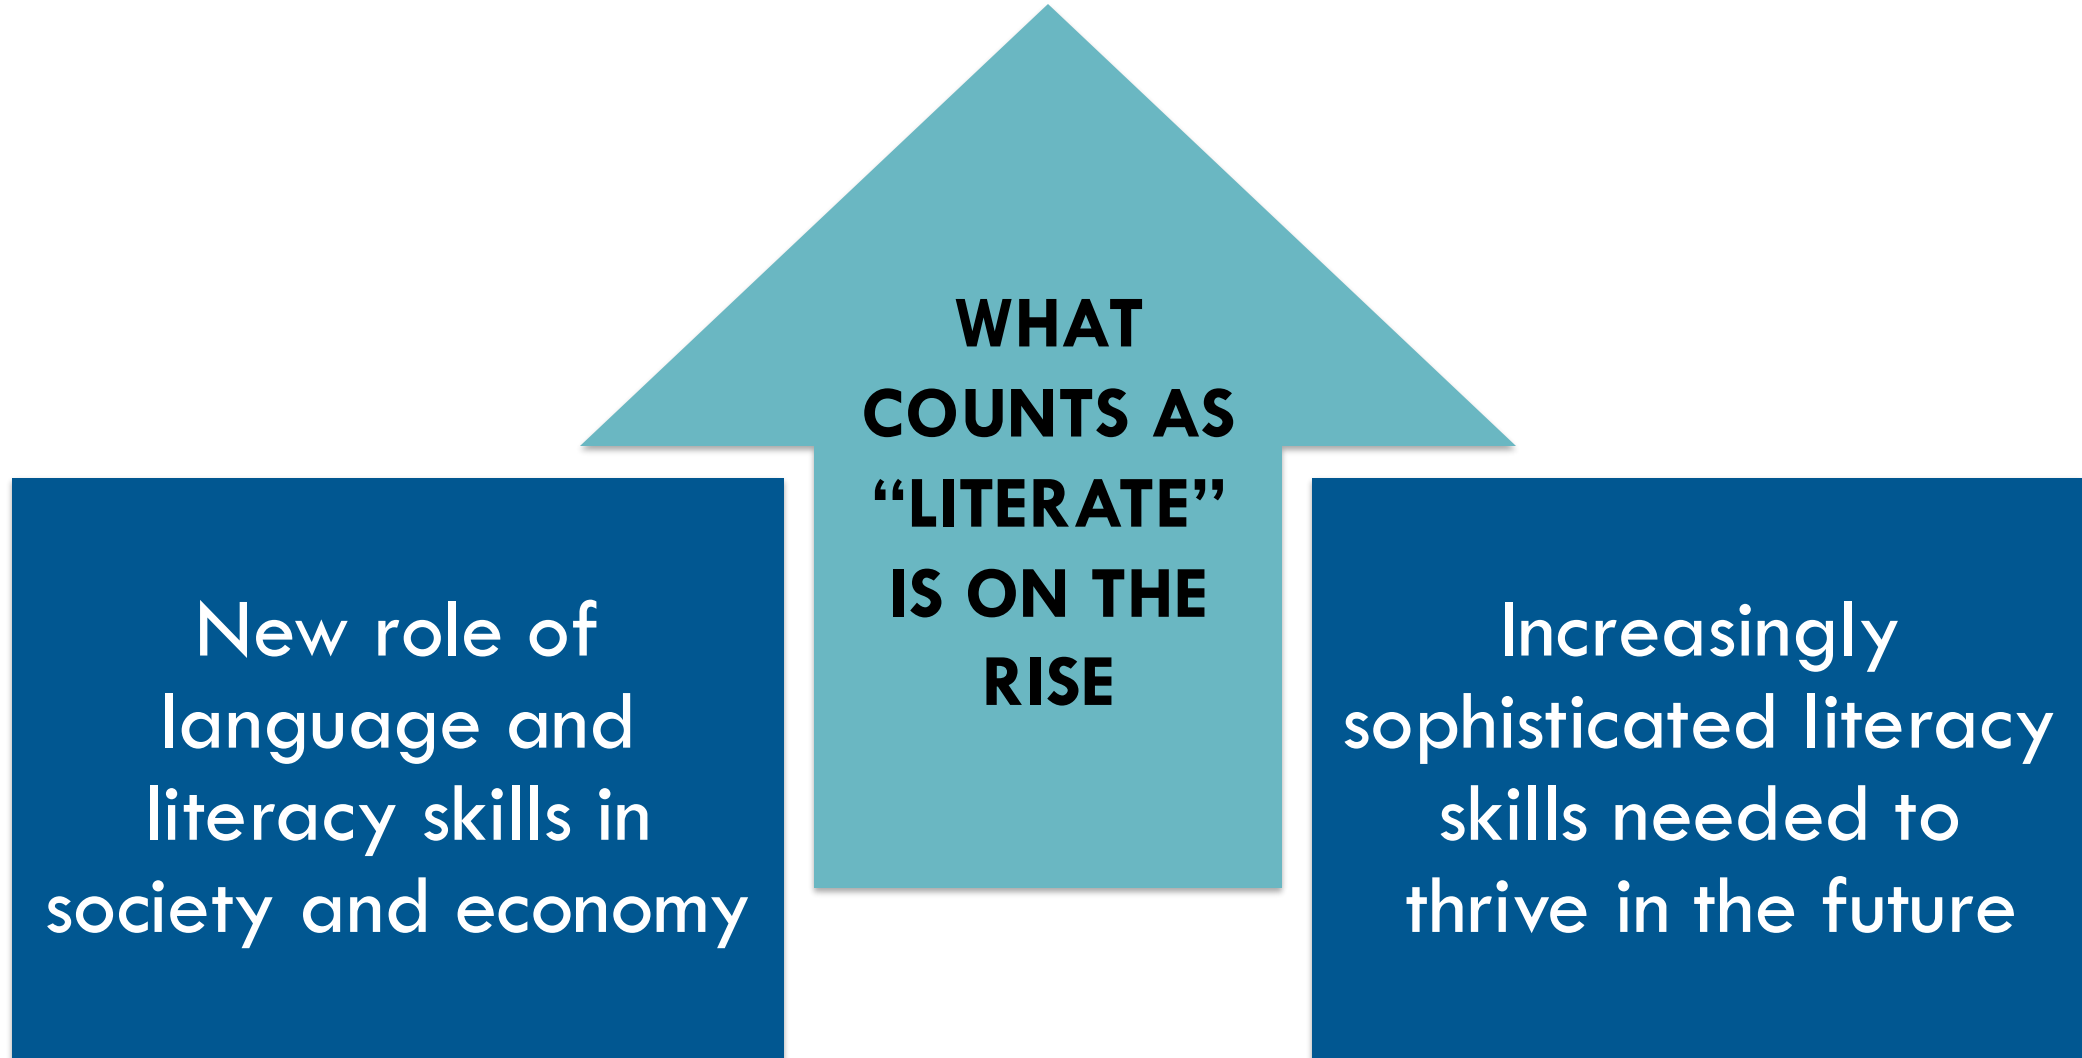 WHAT
COUNTS AS
“LITERATE”
IS ON THE
RISE
New role of
language and
literacy skills in
society and economy
Increasingly
sophisticated literacy
skills needed to
thrive in the future